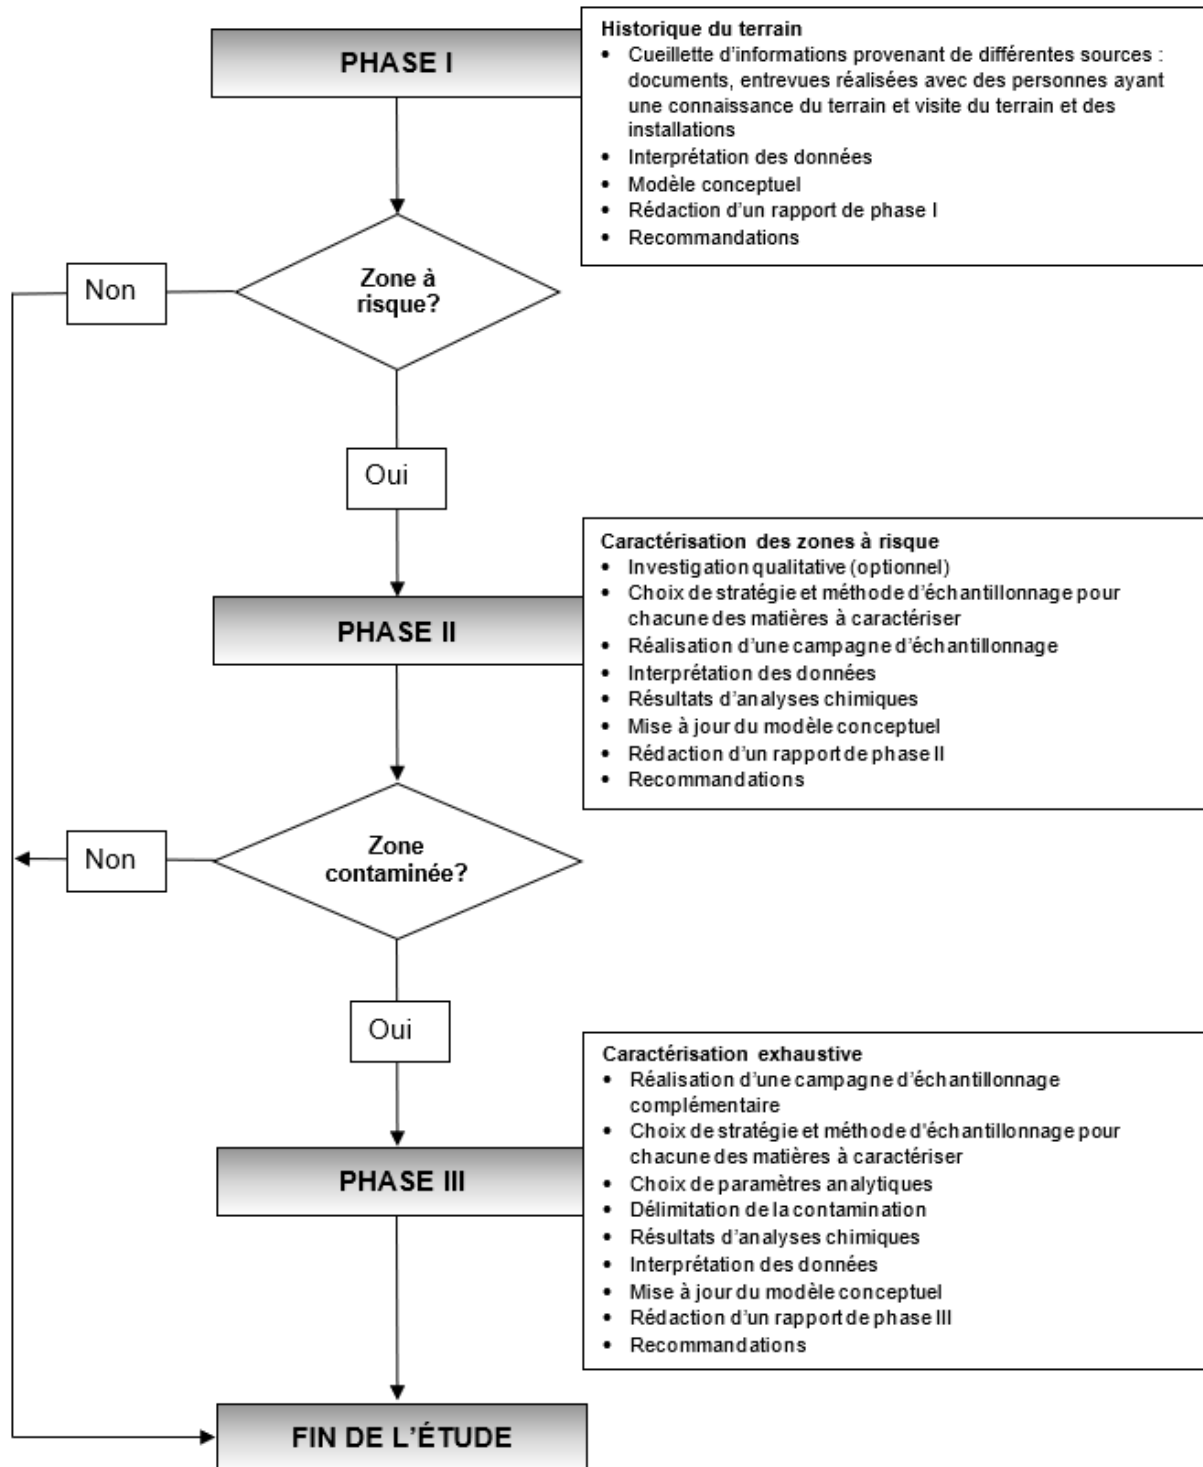 PHASE I
Historique du terrain
• Cueillette d'informations provenant de différentes sources :
documents, entrevues réalisées avec des personnes ayant
une connaissance du terrain et visite du terrain et des
installations
• Interprétation des données
• Modèle conceptuel
• Rédaction d'un rapport de phase I
• Recommandations
Zone à
risque?
Non
Oui
PHASE II
Caractérisation des zones à risque
• Investigation qualitative (optionnel)
• Choix de stratégie et méthode d'échantillonnage pour
chacune des matières à caractériser
• Réalisation d'une campagne d'échantillonnage
• Interprétation des données
• Résultats d'analyses chimiques
• Mise à jour du modèle conceptuel
• Rédaction d'un rapport de phase II
• Recommandations
Zone
contaminée?
Non
Oui
PHASE III
Caractérisation exhaustive
• Réalisation d'une campagne d'échantillonnage
complémentaire
• Choix de stratégie et méthode d'échantillonnage pour
chacune des matières à caractériser
• Choix de paramètres analytiques
• Délimitation de la contamination
• Résultats d'analyses chimiques
• Interprétation des données
• Mise à jour du modèle conceptuel
• Rédaction d'un rapport de phase III
• Recommandations
FIN DE L'ÉTUDE